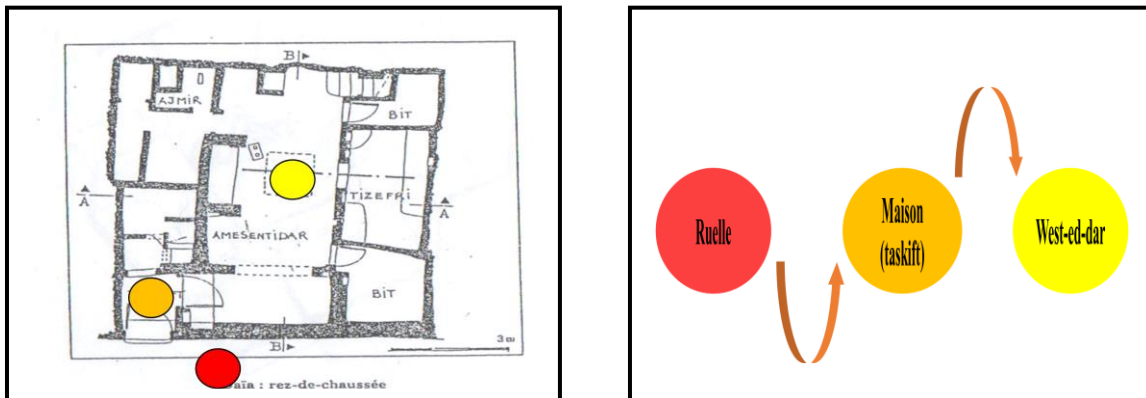 B
AJMIR
BIT
TIZEFRI
A
A
AMESENTIDAR
BIT
B
3 m
aïa : rez-de-chaussée
Ruelle
Maison
(taskift)
West-ed-dar